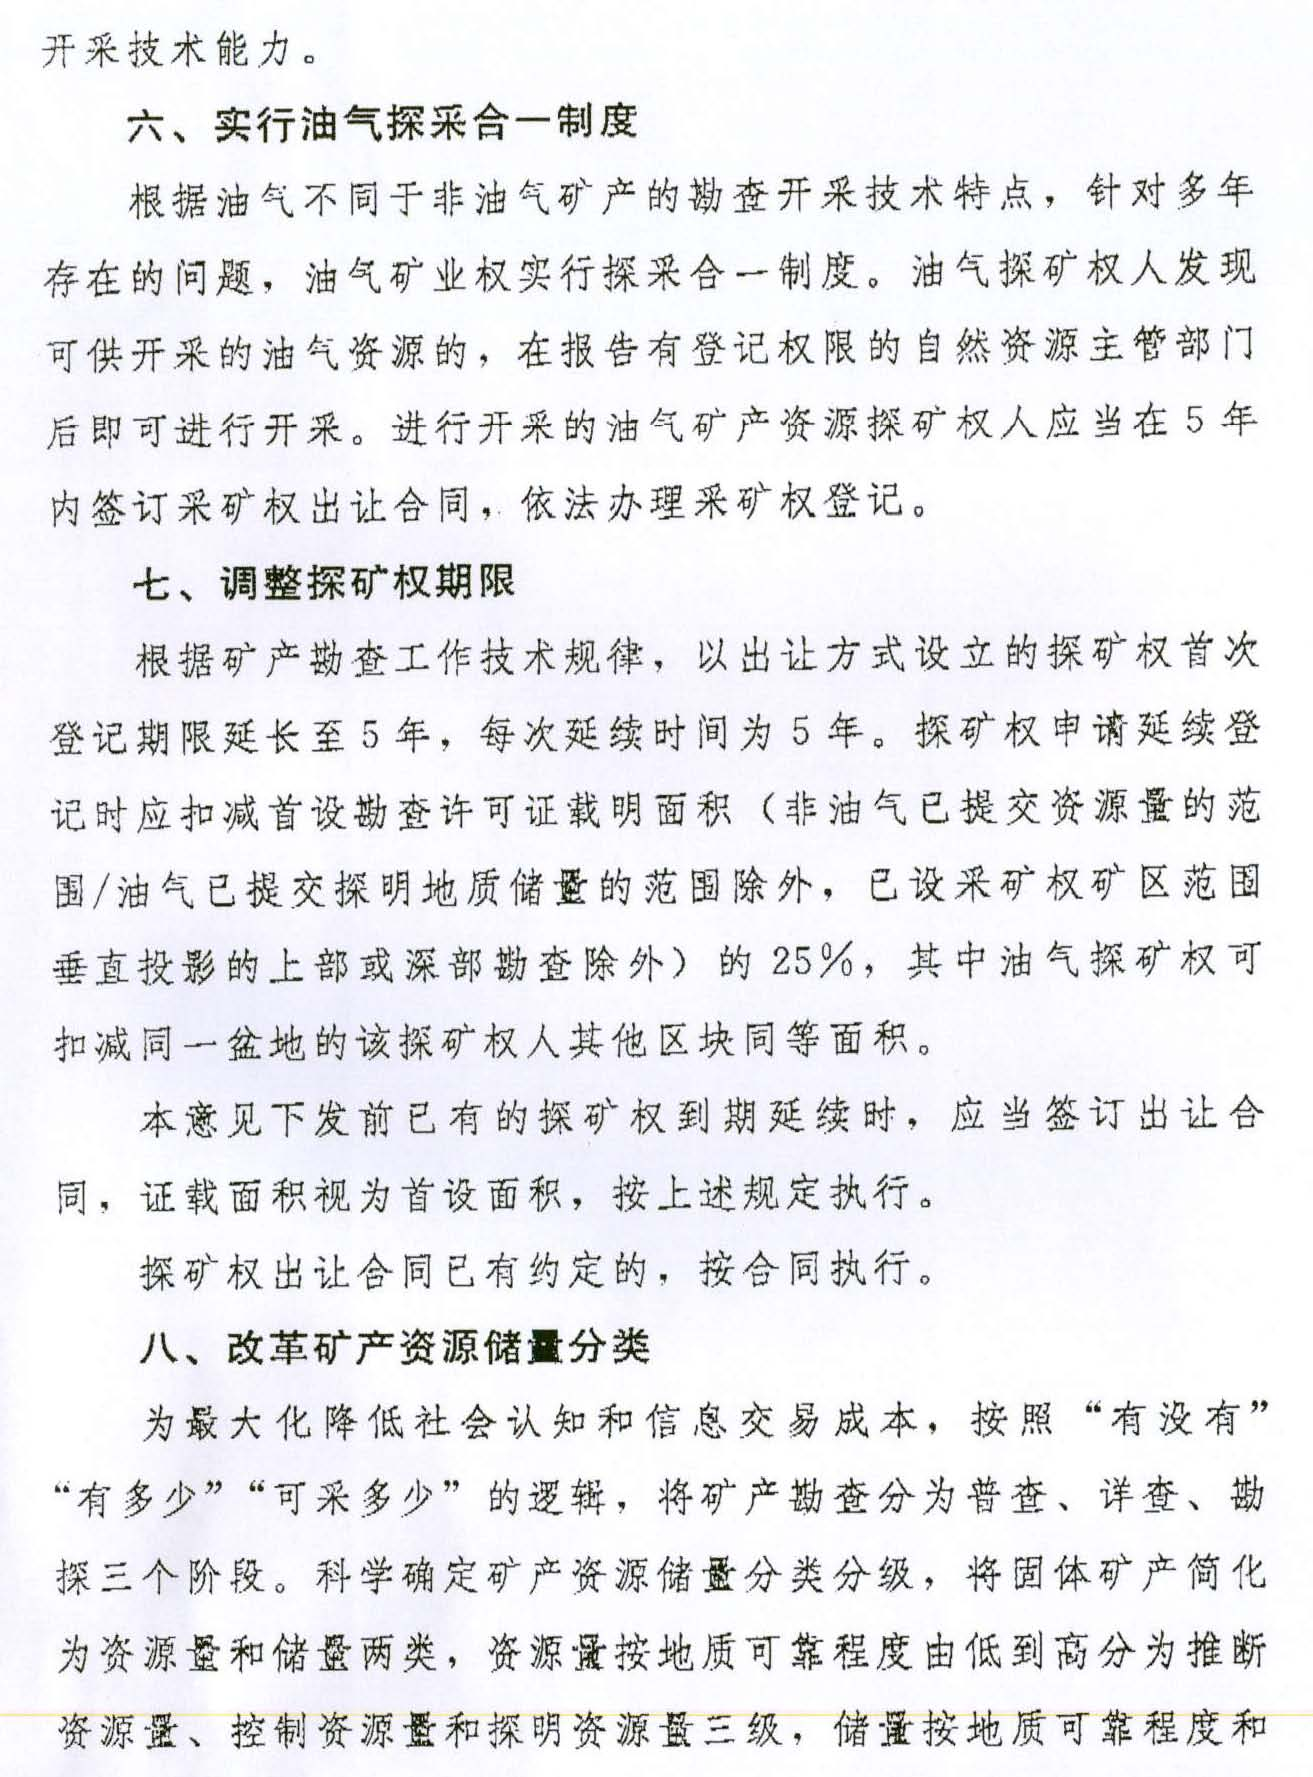 开采技术能力。
六、实行油气探采合一制度
根据油气不同于非油气矿产的勘查开采技术特点，针对多年
存在的问题，油气矿业权实行探采合一制度。油气探矿权人发现
可供开采的油气资源的，在报告有登记权限的自然资源主管部门
后即可进行开采。进行开采的油气矿产资源探矿权人应当在 5 年
内签订采矿权出让合同，依法办理采矿权登记。
七、调整探矿权期限
根据矿产勘查工作技术规律，以出让方式设立的探矿权首次
登记期限延长至 5 年，每次延续时间为 5 年。探矿权申请延续登
记时应扣减首设勘查许可证载明面积（非油气已提交资源量的范
围/油气已提交探明地质储量的范围除外，已设采矿权矿区范围
垂直投影的上部或深部勘查除外）的 25%，其中油气探矿权可
扣减同一盆地的该探矿权人其他区块同等面积。
本意见下发前已有的探矿权到期延续时，应当签订出让合
同，证载面积视为首设面积，按上述规定执行。
探矿权出让合同已有约定的，按合同执行。
八、改革矿产资源储量分类
为最大化降低社会认知和信息交易成本，按照“有没有”
“有多少”“可采多少”的逻辑，将矿产勘查分为普查、详查、勘
探三个阶段。科学确定矿产资源储量分类分级，将固体矿产简化
为资源量和储量两类，资源量按地质可靠程度由低到高分为推断
资源量、控制资源量和探明资源量三级，储量按地质可靠程度和